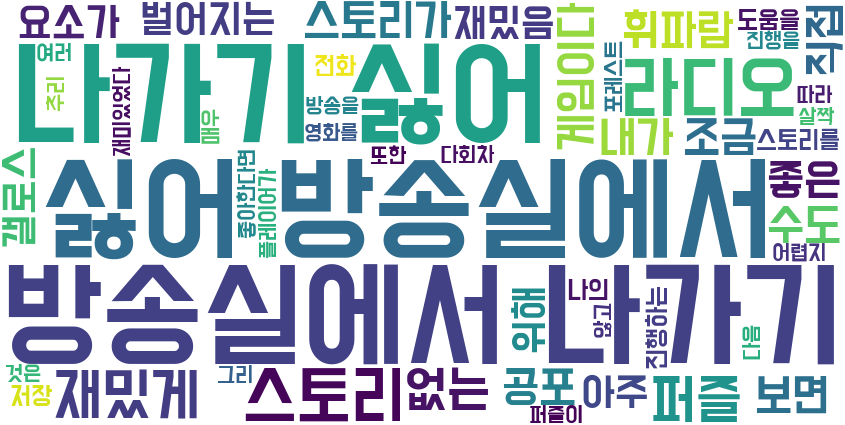 요소가 벌어지는 스토리가 재밌음 도움을
여러 전화 휘파람 진행을 직접
나가기 싫어 게임이다 포레스트 라디오
추리 재미있었다 매아 방송을 영화를 따라 살짝
내가 조금 스토리를
또한 다회차
갤로스 싫어 방송실에서 좋은
좋아한다면 플레이어가 수도
어렵지
방송실에서 나가기
위해 나의 않고 진행하는 다음
것은 그리
저장 재밌게 스토리 없는 공포 아주 퍼즐 보면
퍼즐이